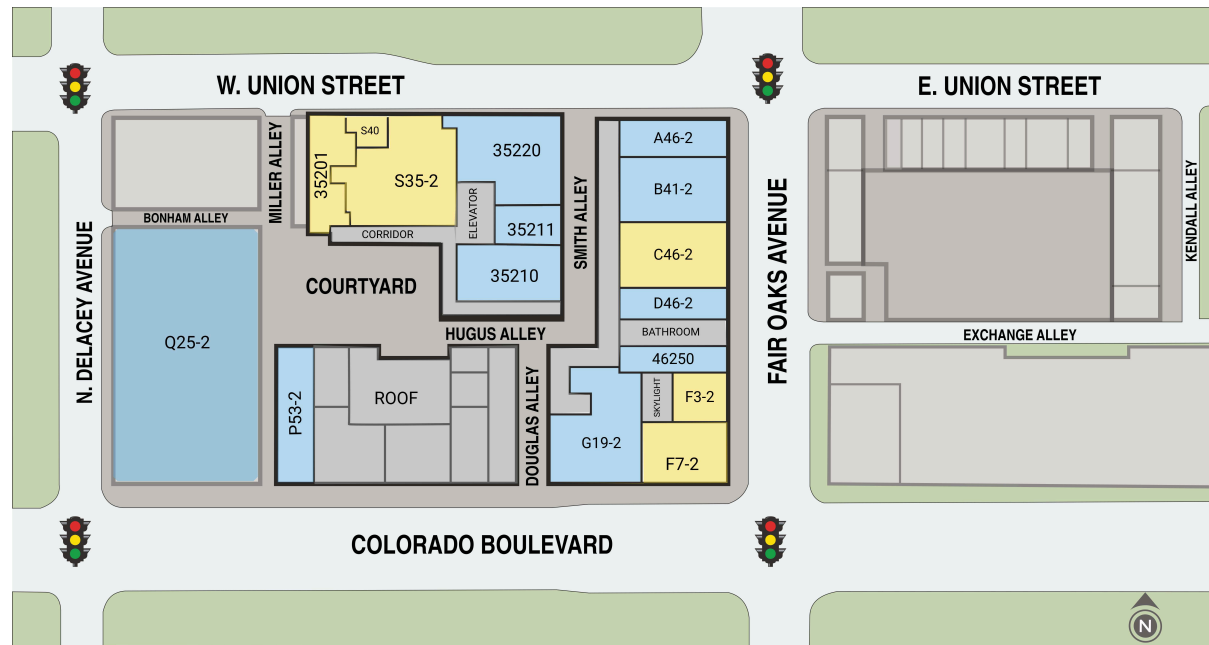 W. UNION STREET
E. UNION STREET
S40
A46-2
35220
35201
S35-2
MILLER ALLEY
B41-2
BONHAM ALLEY
ELEVATOR
35211
CORRIDOR
SMITH ALLEY
KENDALL ALLEY
C46-2
35210
COURTYARD
N. DELACEY AVENUE
FAIR OAKS AVENUE
D46-2
HUGUS ALLEY
BATHROOM
EXCHANGE ALLEY
Q25-2
46250
P53-2
ROOF
DOUGLAS ALLEY
SKYLIGHT
F3-2
G19-2
F7-2
COLORADO BOULEVARD
N